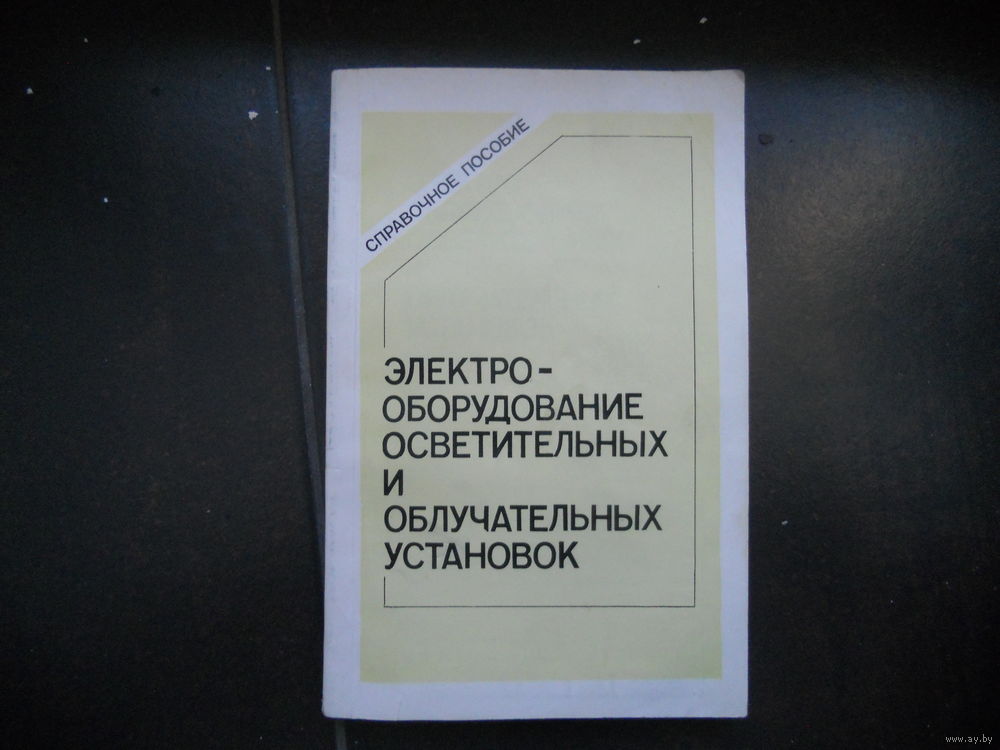 СПРАВОЧНОЕ ПОСОБИЕ
ЭЛЕКТРО-
ОБОРУДОВАНИЕ
ОСВЕТИТЕЛЬНЫХ
И
ОБЛУЧАТЕЛЬНЫХ
УСТАНОВОК
www.ay.by